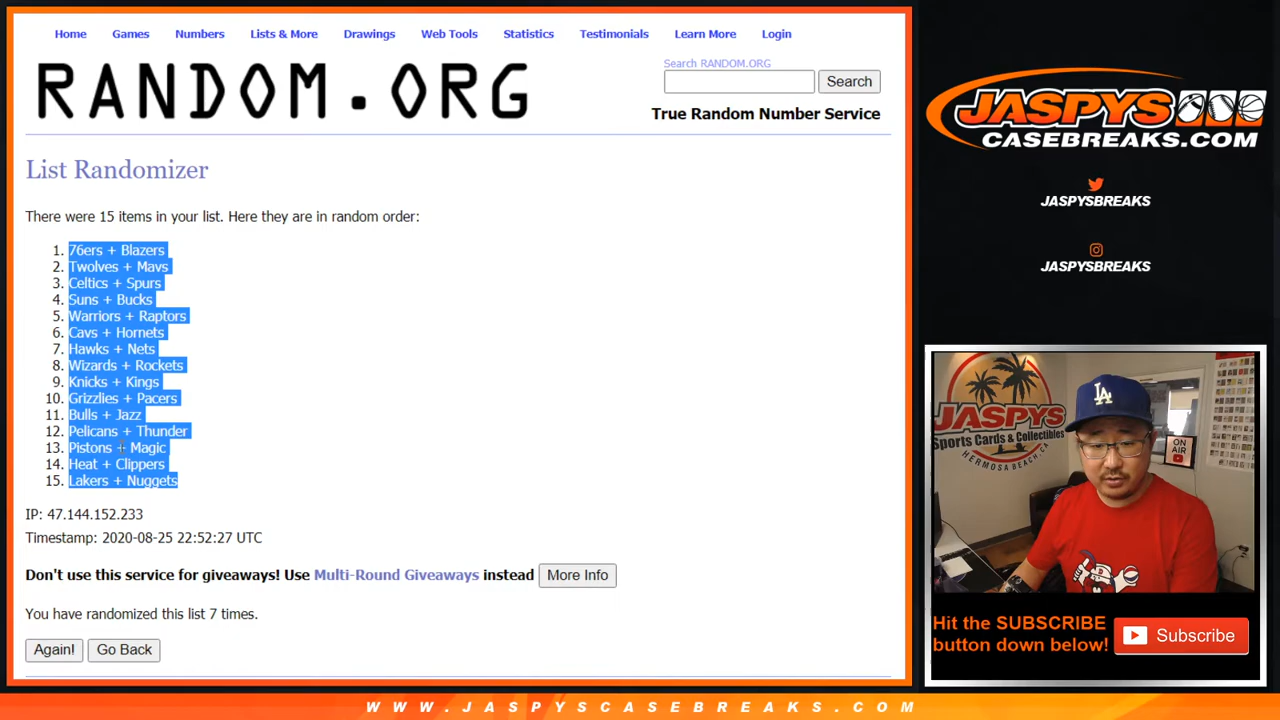 Home Games Numbers Lists & More Drawings Web Tools Statistics Testimonials Learn More Login
RANDOM.ORG
Search RANDOM.ORG
Search
True Random Number Service
List Randomizer
There were 15 items in your list. Here they are in random order:
1. 76ers + Blazers
2. Twolves + Mavs
3. Celtics + Spurs
4. Suns + Bucks
5. Warriors + Raptors
6. Cavs + Hornets
7. Hawks + Nets
8. Wizards + Rockets
9. Knicks + Kings
10. Grizzlies + Pacers
11. Bulls + Jazz
12. Pelicans + Thunder
13. Pistons + Magic
14. Heat + Clippers
15. Lakers + Nuggets
IP: 47.144.152.233
Timestamp: 2020-08-25 22:52:27 UTC
Don't use this service for giveaways! Use Multi-Round Giveaways instead More Info
You have randomized this list 7 times.
Again! Go Back
JASPYS
CASEBREAKS.COM
JASPYSBREAKS
JASPYSBREAKS
JASPYS
Sports Cards & Collectibles
HERMOSA BEACH, CA
LA
ON AIR
Hit the SUBSCRIBE
button down below!
Subscribe
WWW.JASPYSCASEBREAKS.COM